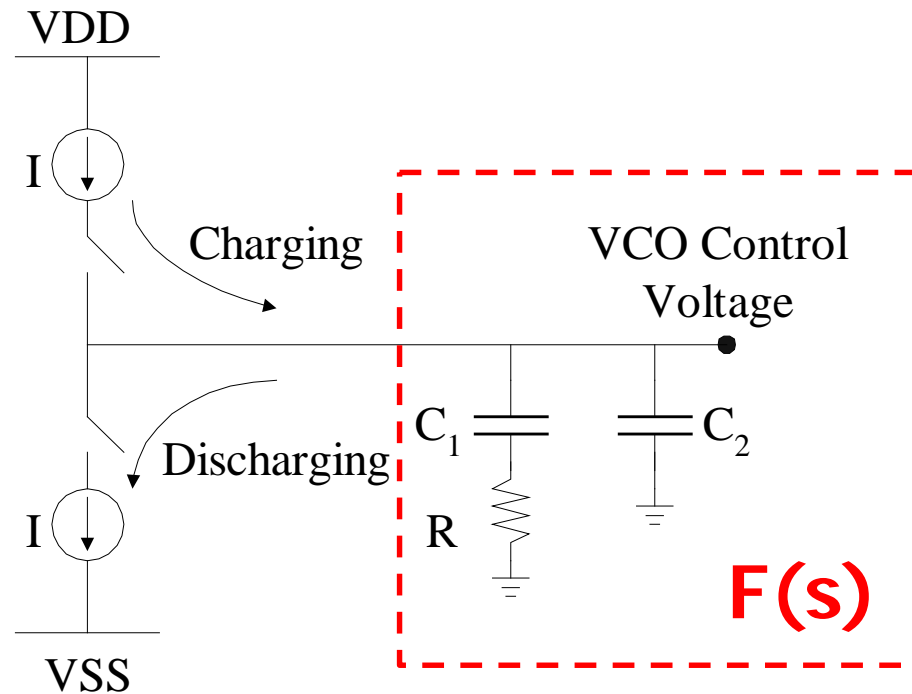 VDD
I
Charging
VCO Control
Voltage
C₁
C₂
Discharging
R
I
F(s)
VSS